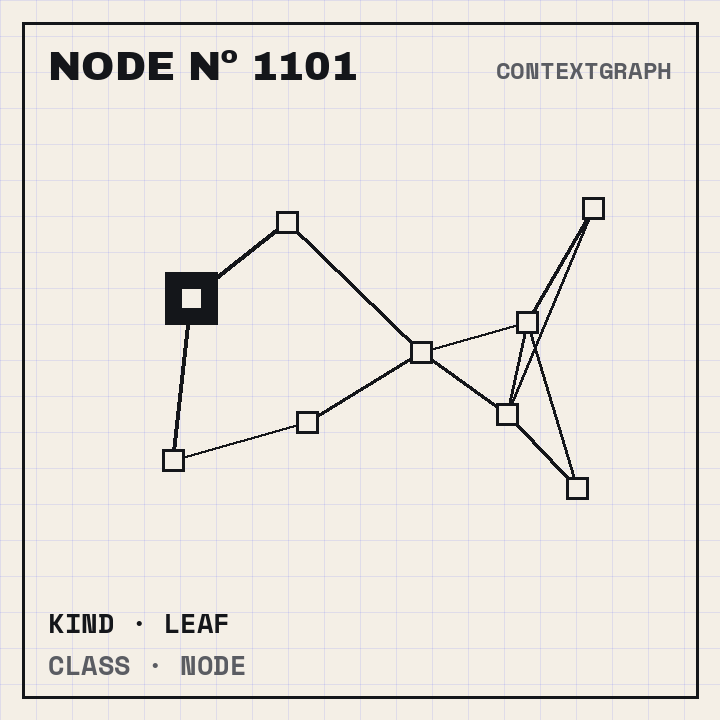 NODE Nº 1101
CONTEXTGRAPH
KIND · LEAF
CLASS · NODE